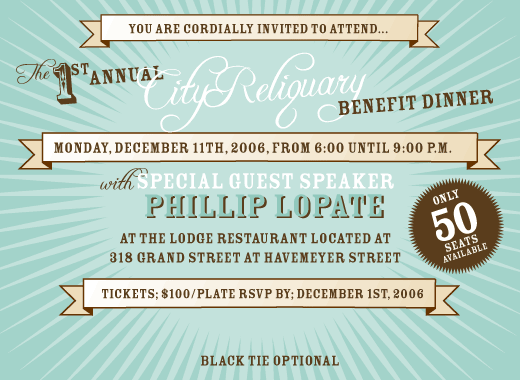 YOU ARE CORDIALLY INVITED TO ATTEND...
The 1ST ANNUAL City Reliquary BENEFIT DINNER
MONDAY, DECEMBER 11TH, 2006, FROM 6:00 UNTIL 9:00 P.M.
with SPECIAL GUEST SPEAKER
PHILLIP LOPATE
ONLY
50
SEATS
AVAILABLE
AT THE LODGE RESTAURANT LOCATED AT
318 GRAND STREET AT HAVEMEYER STREET
TICKETS; $100/PLATE RSVP BY; DECEMBER 1ST, 2006
BLACK TIE OPTIONAL